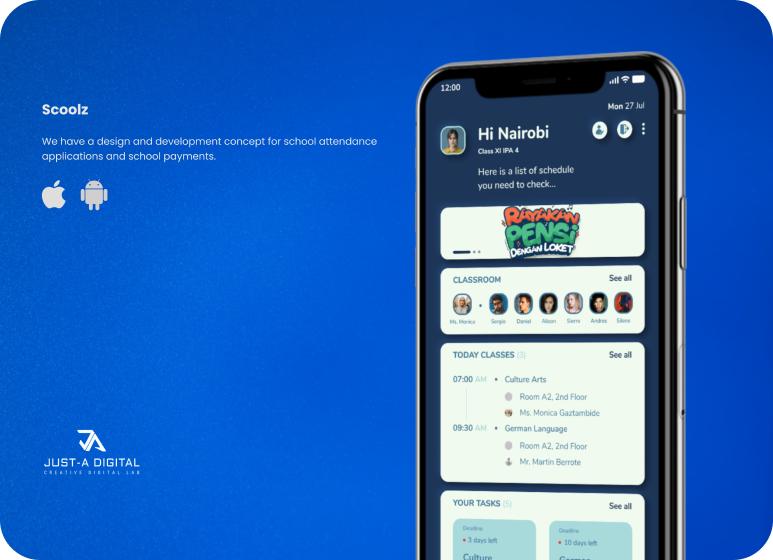 Scoolz
We have a design and development concept for school attendance
applications and school payments.
JUST-A DIGITAL
CREATIVE DIGITAL LAB
12:00
Mon 27 Jul
Hi Nairobi
Class XI IPA 4
Here is a list of schedule
you need to check...
RAYAKAN
PENSI
DENGAN LOKET
CLASSROOM See all
Ms. Monica Sergio Daniel Alison Sierra Andres Silene
TODAY CLASSES (3) See all
07:00 AM • Culture Arts
Room A2, 2nd Floor
Ms. Monica Gaztambide
09:30 AM • German Language
Room A2, 2nd Floor
Mr. Martin Berrote
YOUR TASKS (5) See all
Deadline Deadline
• 3 days left • 10 days left
Culture German